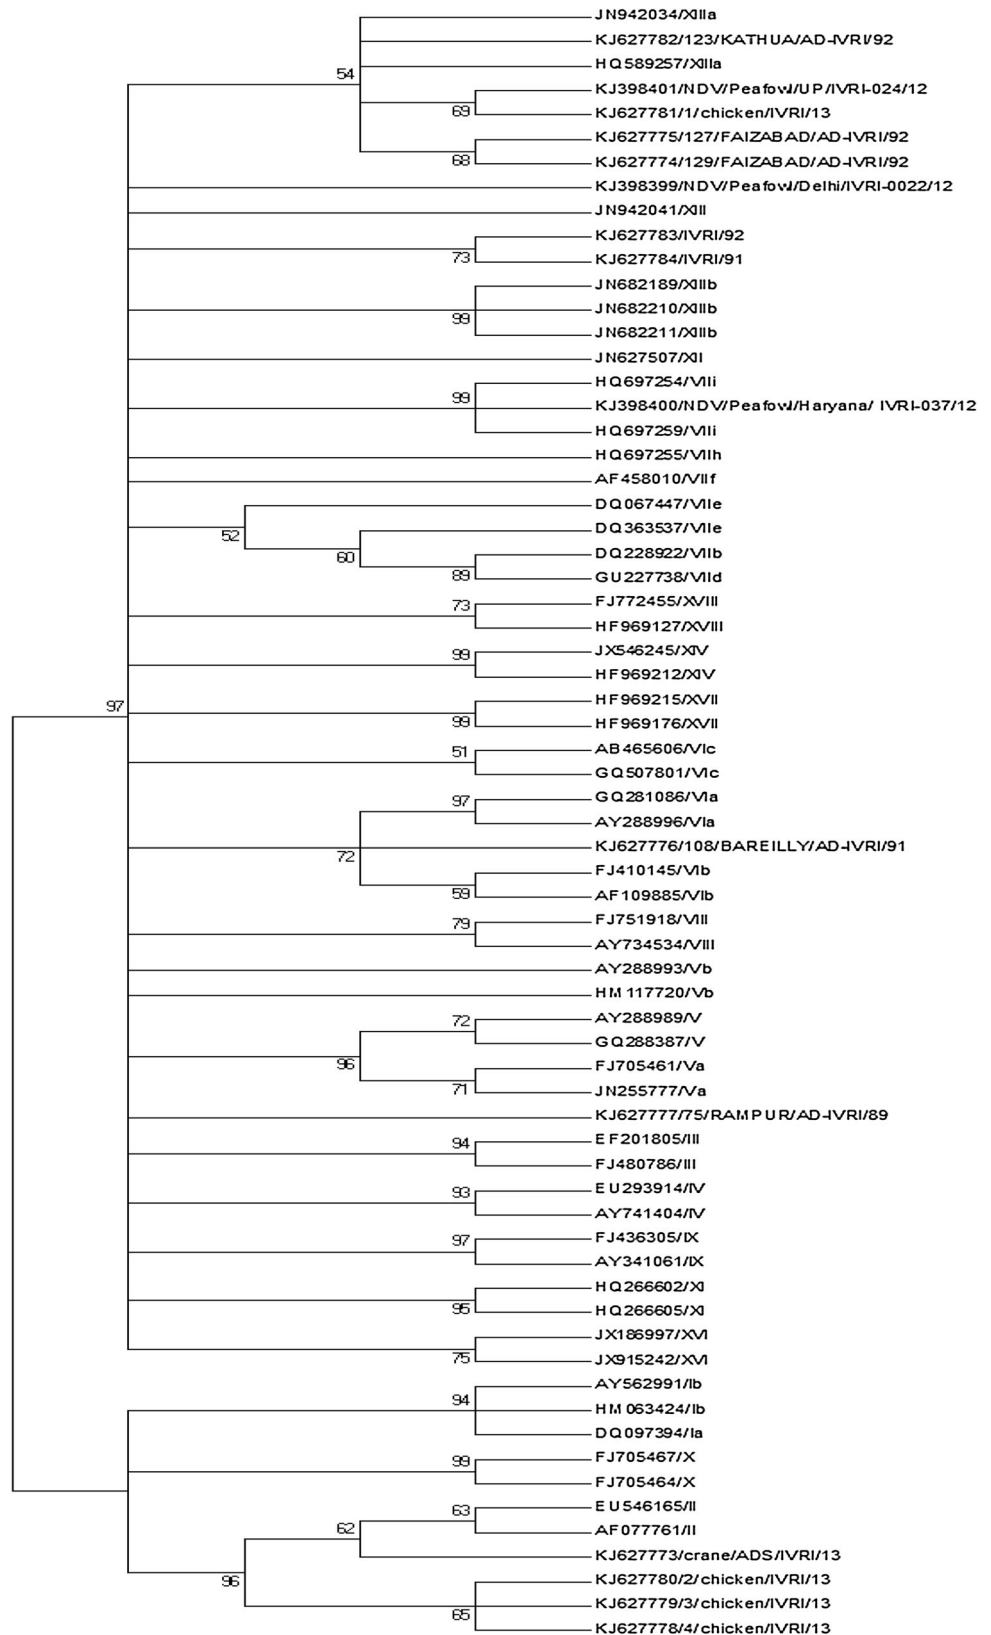 JN942034/XIIIa
KJ627782/123/KATHUA/AD-IVRI/92
HQ589257/XIIIa
54
KJ398401/NDV/Peafowl/UP/IVRI-024/12
69
KJ627781/1/chicken/IVRI/13
KJ627775/127/FAIZABAD/AD-IVRI/92
68
KJ627774/129/FAIZABAD/AD-IVRI/92
KJ398399/NDV/Peafowl/Delhi/IVRI-0022/12
JN942041/XIII
KJ627783/IVRI/92
73
KJ627784/IVRI/91
JN682189/XIIIb
JN682210/XIIIb
99
JN682211/XIIIb
JN627507/XII
HQ697254/VIIi
99
KJ398400/NDV/Peafowl/Haryana/ IVRI-037/12
HQ697259/VIIi
HQ697255/VIIh
AF458010/VIIf
DQ067447/VIIe
52
DQ363537/VIIe
60
DQ228922/VIIb
89
GU227738/VIId
FJ772455/XVIII
73
HF969127/XVIII
JX546245/XIV
99
HF969212/XIV
HF969215/XVII
97
99
HF969176/XVII
AB465606/VIc
51
GQ507801/VIc
GQ281086/VIa
97
AY288996/VIa
KJ627776/108/BAREILLY/AD-IVRI/91
72
FJ410145/VIb
59
AF109885/VIb
FJ751918/VIII
79
AY734534/VIII
AY288993/Vb
HM117720/Vb
AY288989/V
72
GQ288387/V
96
FJ705461/Va
71
JN255777/Va
KJ627777/75/RAMPUR/AD-IVRI/89
EF201805/III
94
FJ480786/III
EU293914/IV
93
AY741404/IV
FJ436305/IX
97
AY341061/IX
HQ266602/XI
95
HQ266605/XI
JX186997/XVI
75
JX915242/XVI
AY562991/Ib
94
HM063424/Ib
DQ097394/Ia
FJ705467/X
99
FJ705464/X
EU546165/II
63
AF077761/II
62
KJ627773/crane/ADS/IVRI/13
96
KJ627780/2/chicken/IVRI/13
KJ627779/3/chicken/IVRI/13
65
KJ627778/4/chicken/IVRI/13